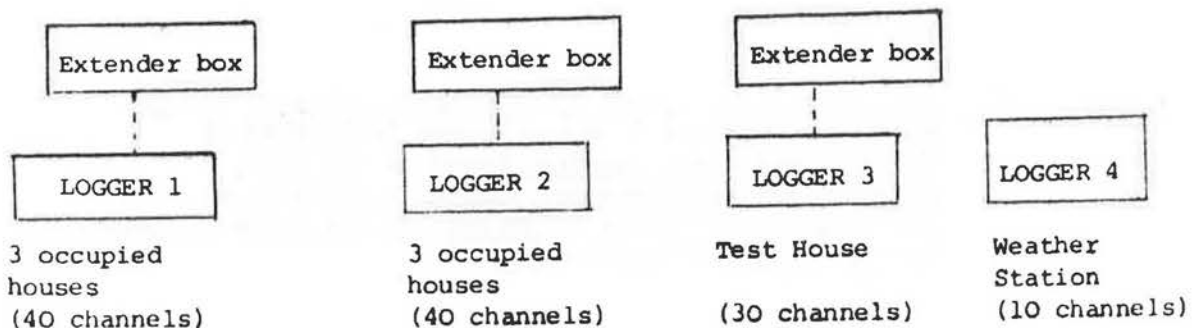 Extender box
Extender box
Extender box
LOGGER 1
LOGGER 2
LOGGER 3
LOGGER 4
3 occupied
houses
(40 channels)
3 occupied
houses
(40 channels)
Test House
(30 channels)
Weather
Station
(10 channels)